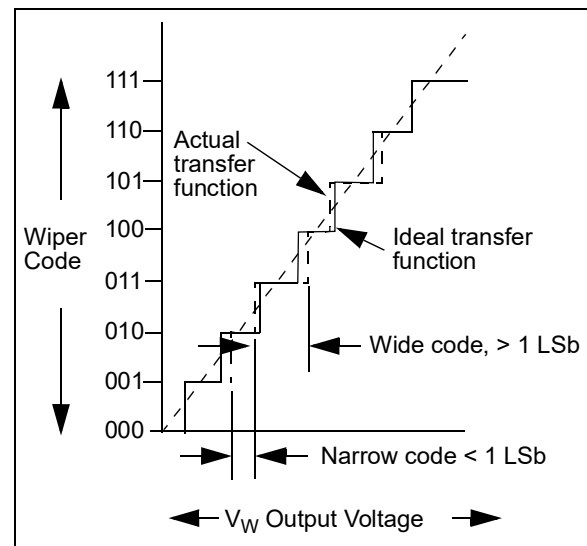 111
110
Actual
transfer
function
101
100
Wiper
Code
Ideal transfer
function
011
010
Wide code, > 1 LSb
001
000
Narrow code < 1 LSb
VW Output Voltage